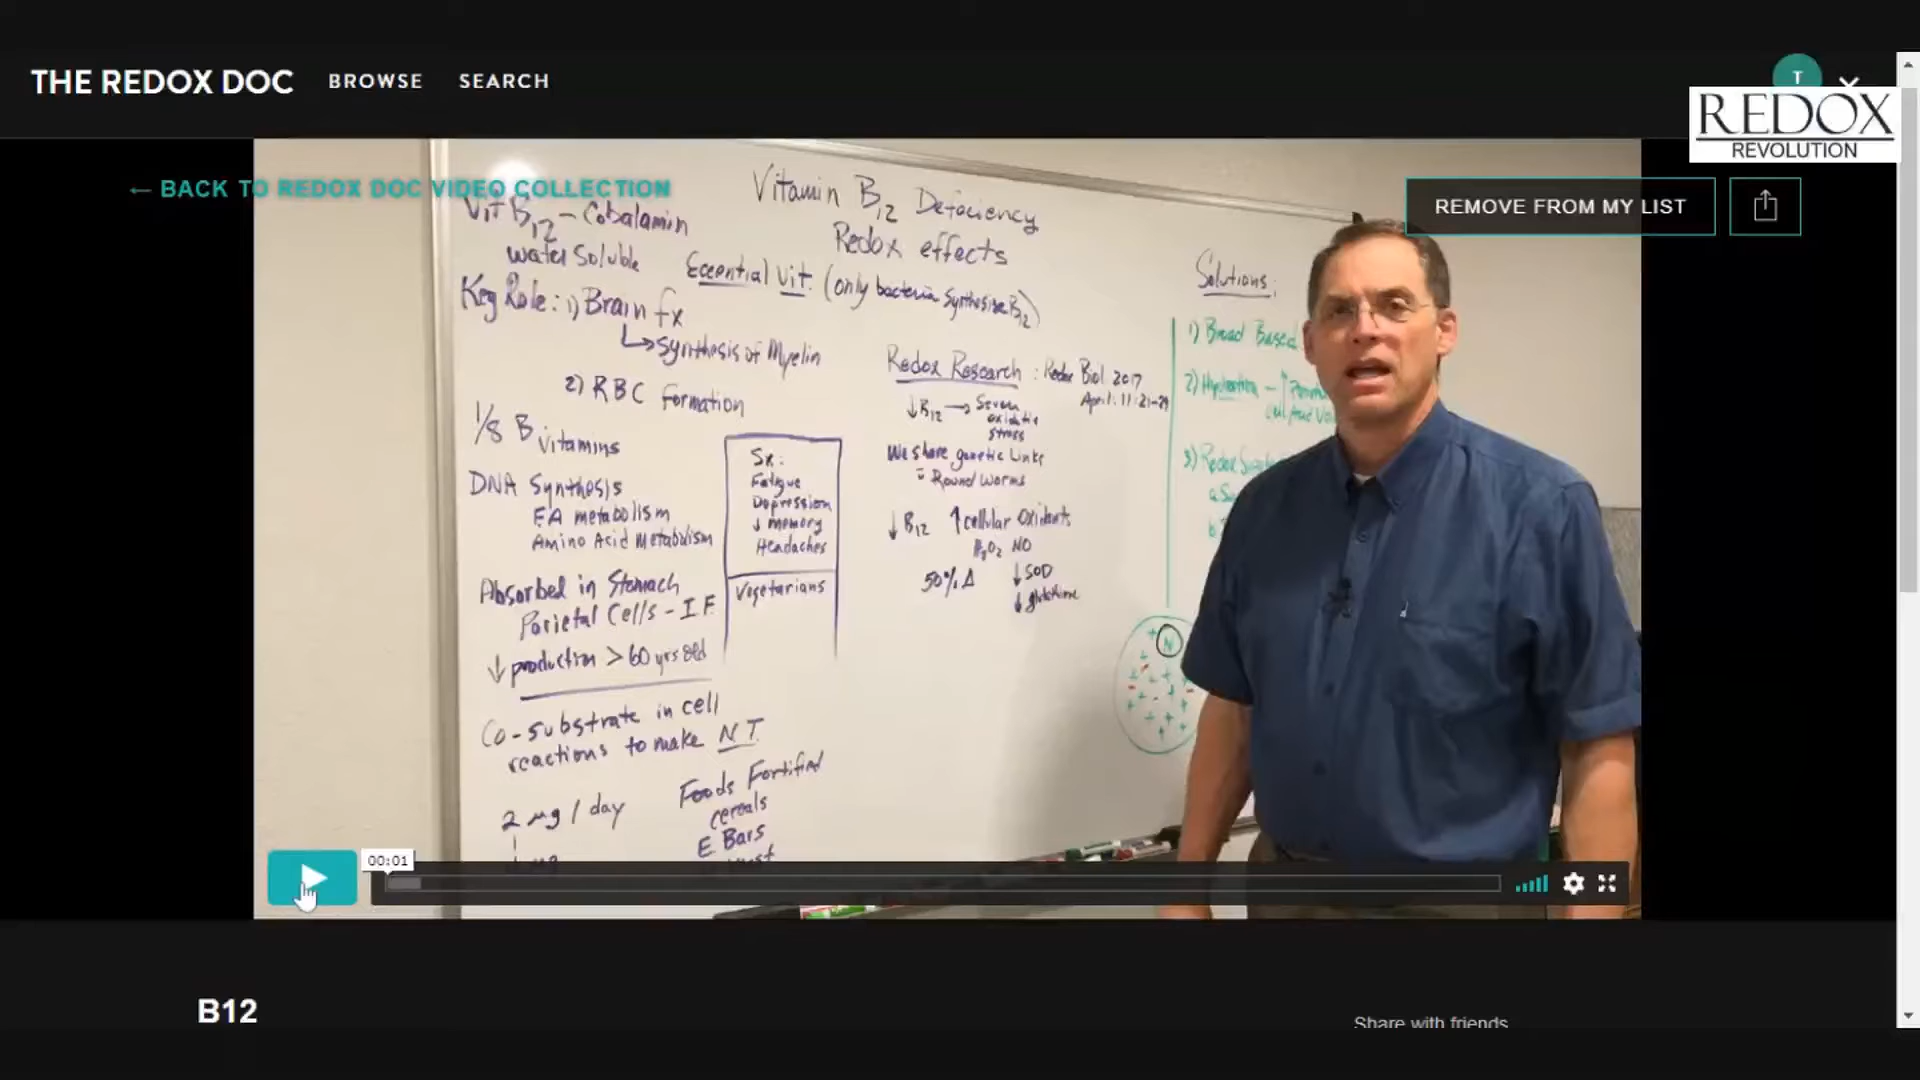 THE REDOX DOC
BROWSE
SEARCH
T
REDOX
REVOLUTION
← BACK TO REDOX DOC VIDEO COLLECTION
REMOVE FROM MY LIST
Vitamin B12 Deficiency
Redox effects
Vit B12 - Cobalamin
Water Soluble
Essential Vit. (only bacteria synthesize B12)
Key Role: 1) Brain fx
Synthesis of Myelin
2) RBC formation
1/8 B vitamins
DNA Synthesis
FA metabolism
Amino Acid Metabolism
Absorbed in Stomach
Parietal Cells - I.F.
↓ production > 60 yrs old
Co-substrate in cell
reactions to make NT.
2 μg / day
Foods Fortified
cereals
E. Bars
Sx:
Fatigue
Depression
↓ memory
Headaches
Vegetarians
Redox Research : Redox Biol 2017
April: 11: 21-29
↓ B12 → Severe
oxidative
stress
We share genetic links
Round Worms
↓ B12 ↑ cellular Oxidants
H2O2 NO
50% Δ ↓ SOD
↓ glutathione
Solutions:
1) Broad Based
2) Hydration - ↑
3) Redox
N
00:01
B12
Share with friends